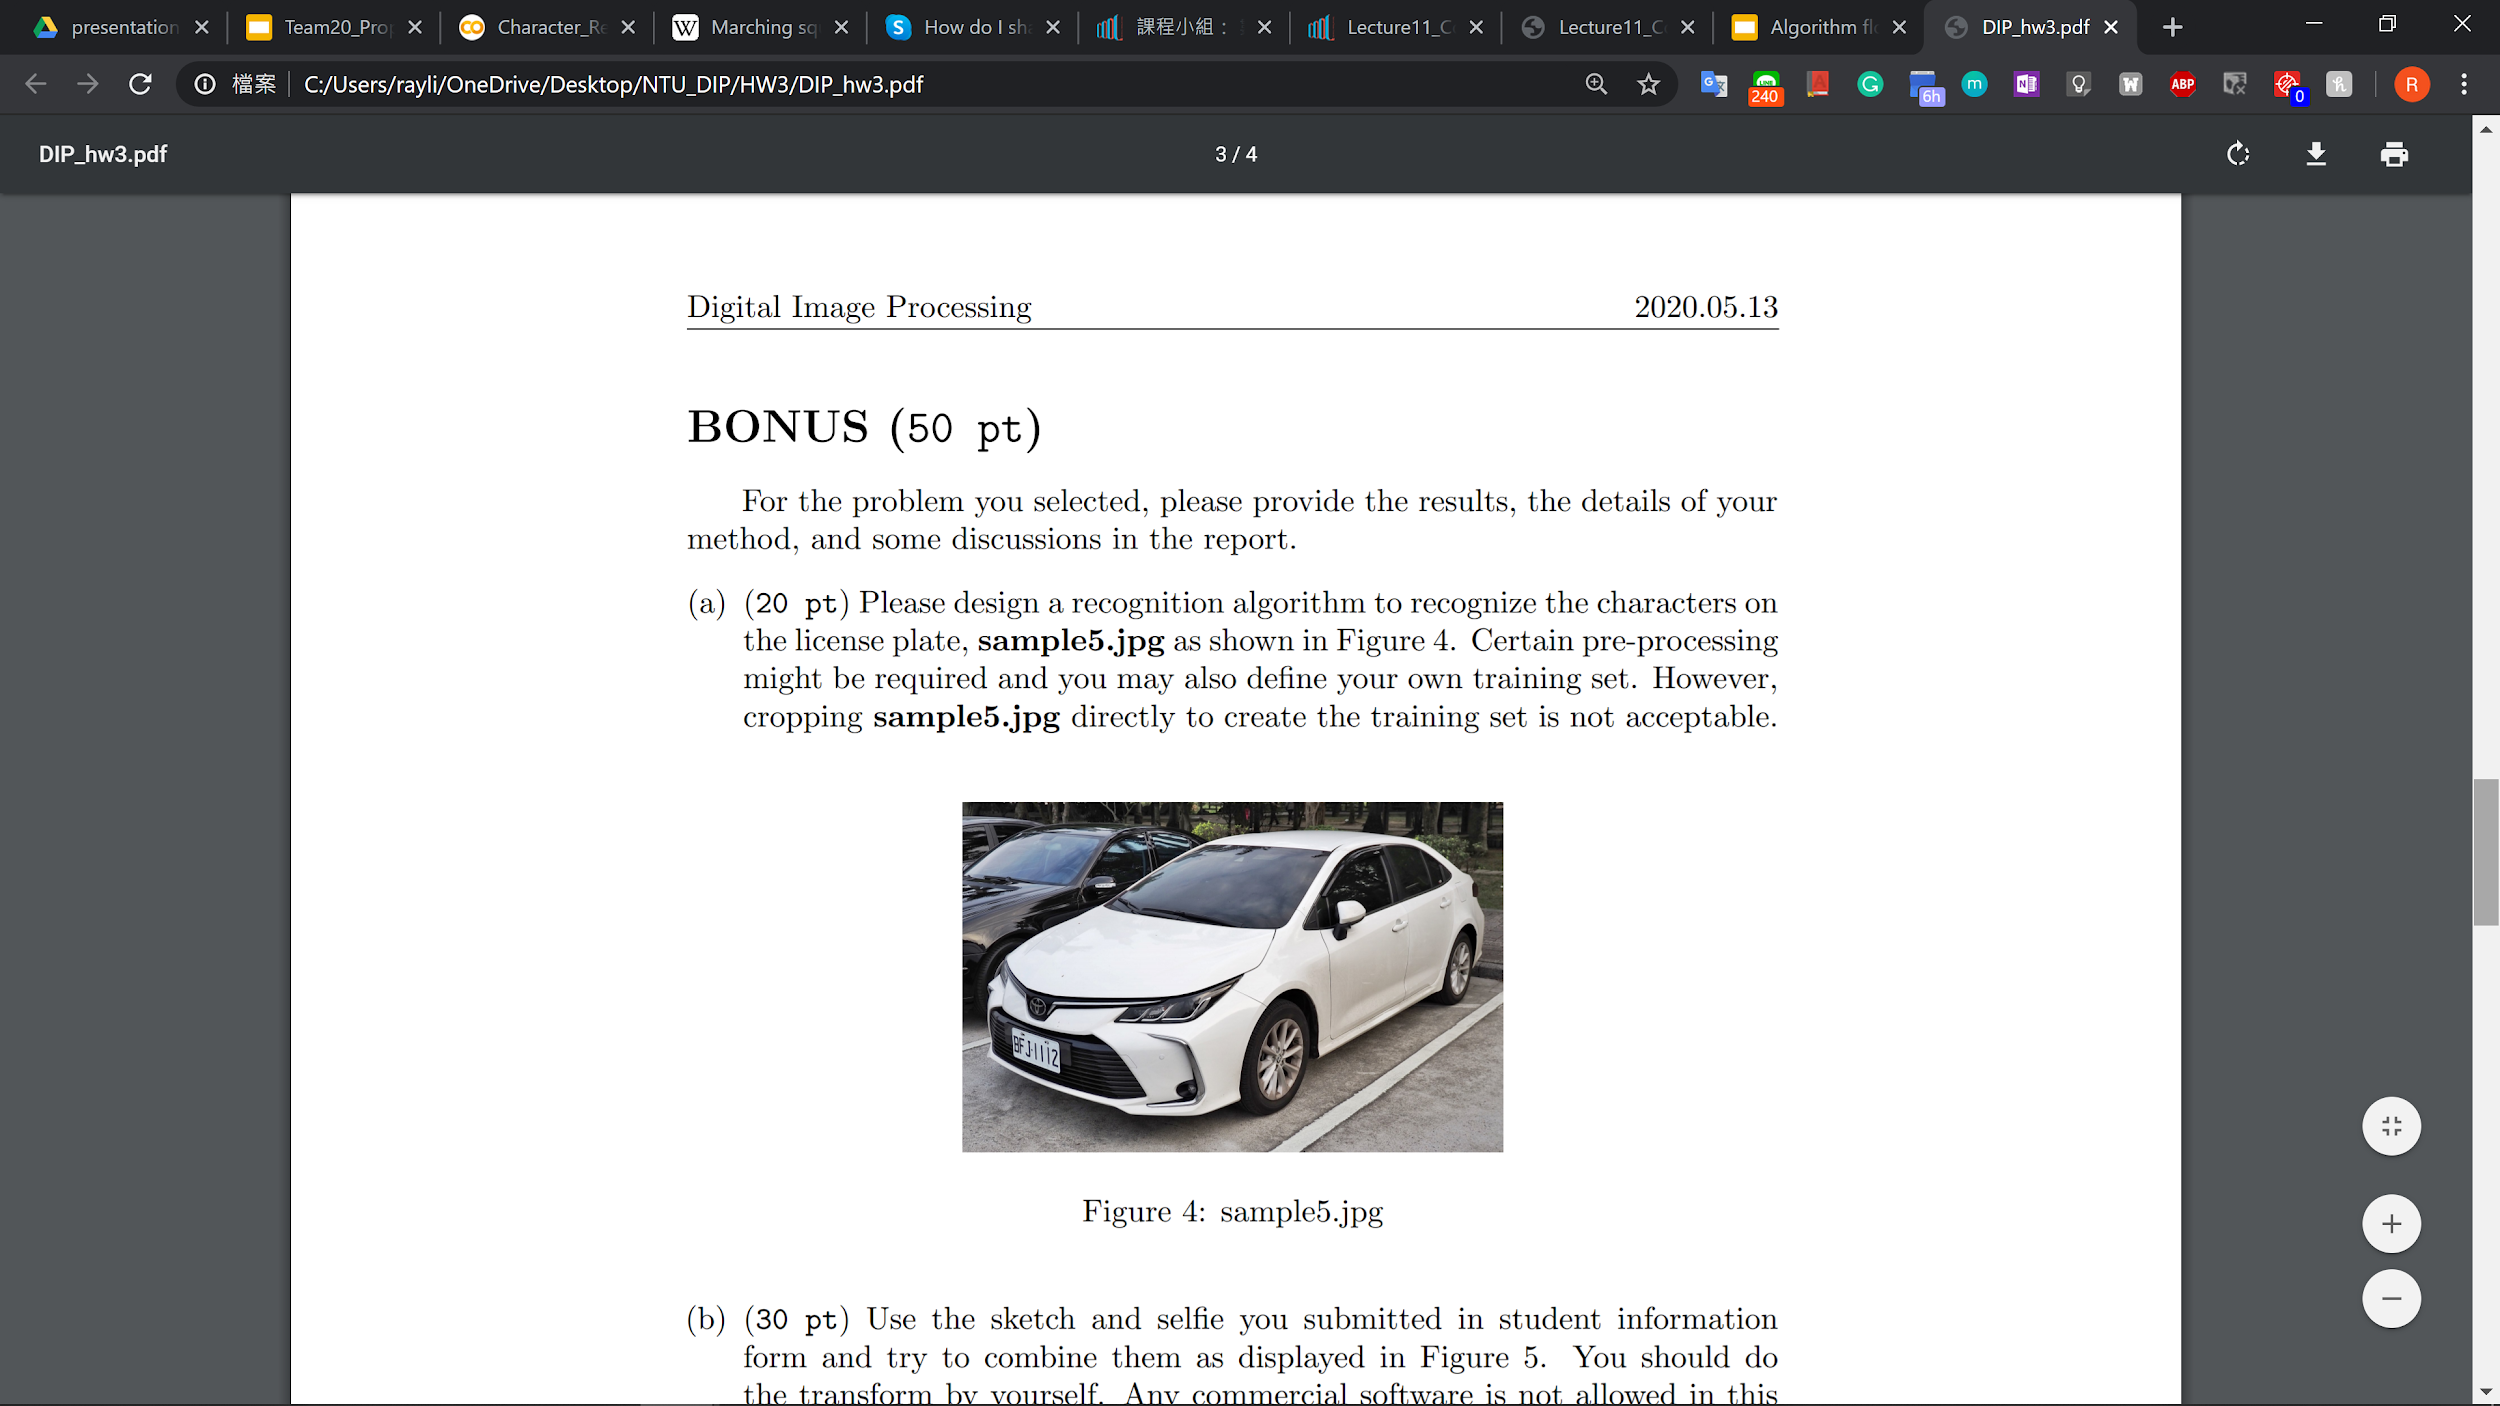 presentation
Team20_Pro
Character_Re
W
Marching sq
S
How do I sh
課程小組：
Lecture11_C
Lecture11_C
Algorithm fl
DIP_hw3.pdf
檔案
C:/Users/rayli/OneDrive/Desktop/NTU_DIP/HW3/DIP_hw3.pdf
240
6h
m
N
W
ABP
0
R
DIP_hw3.pdf
3 / 4
Digital Image Processing 2020.05.13
BONUS (50 pt)
For the problem you selected, please provide the results, the details of your
method, and some discussions in the report.
(a) (20 pt) Please design a recognition algorithm to recognize the characters on
the license plate, sample5.jpg as shown in Figure 4. Certain pre-processing
might be required and you may also define your own training set. However,
cropping sample5.jpg directly to create the training set is not acceptable.
BFJ-1112
Figure 4: sample5.jpg
(b) (30 pt) Use the sketch and selfie you submitted in student information
form and try to combine them as displayed in Figure 5. You should do
the transform by yourself. Any commercial software is not allowed in this